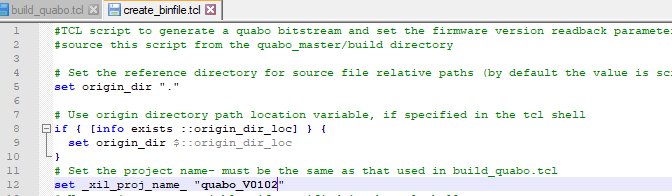 build_quabo.tcl create_binfile.tcl
1 #TCL script to generate a quabo bitstream and set the firmware version readback paramete
2 #source this script from the quabo_master/build directory
3
4 # Set the reference directory for source file relative paths (by default the value is sc
5 set origin_dir "."
6
7 # Use origin directory path location variable, if specified in the tcl shell
8 if { [info exists ::origin_dir_loc] } {
9 set origin_dir $::origin_dir_loc
10 }
11 # Set the project name- must be the same as that used in build_quabo.tcl
12 set _xil_proj_name_ "quabo_V0102"